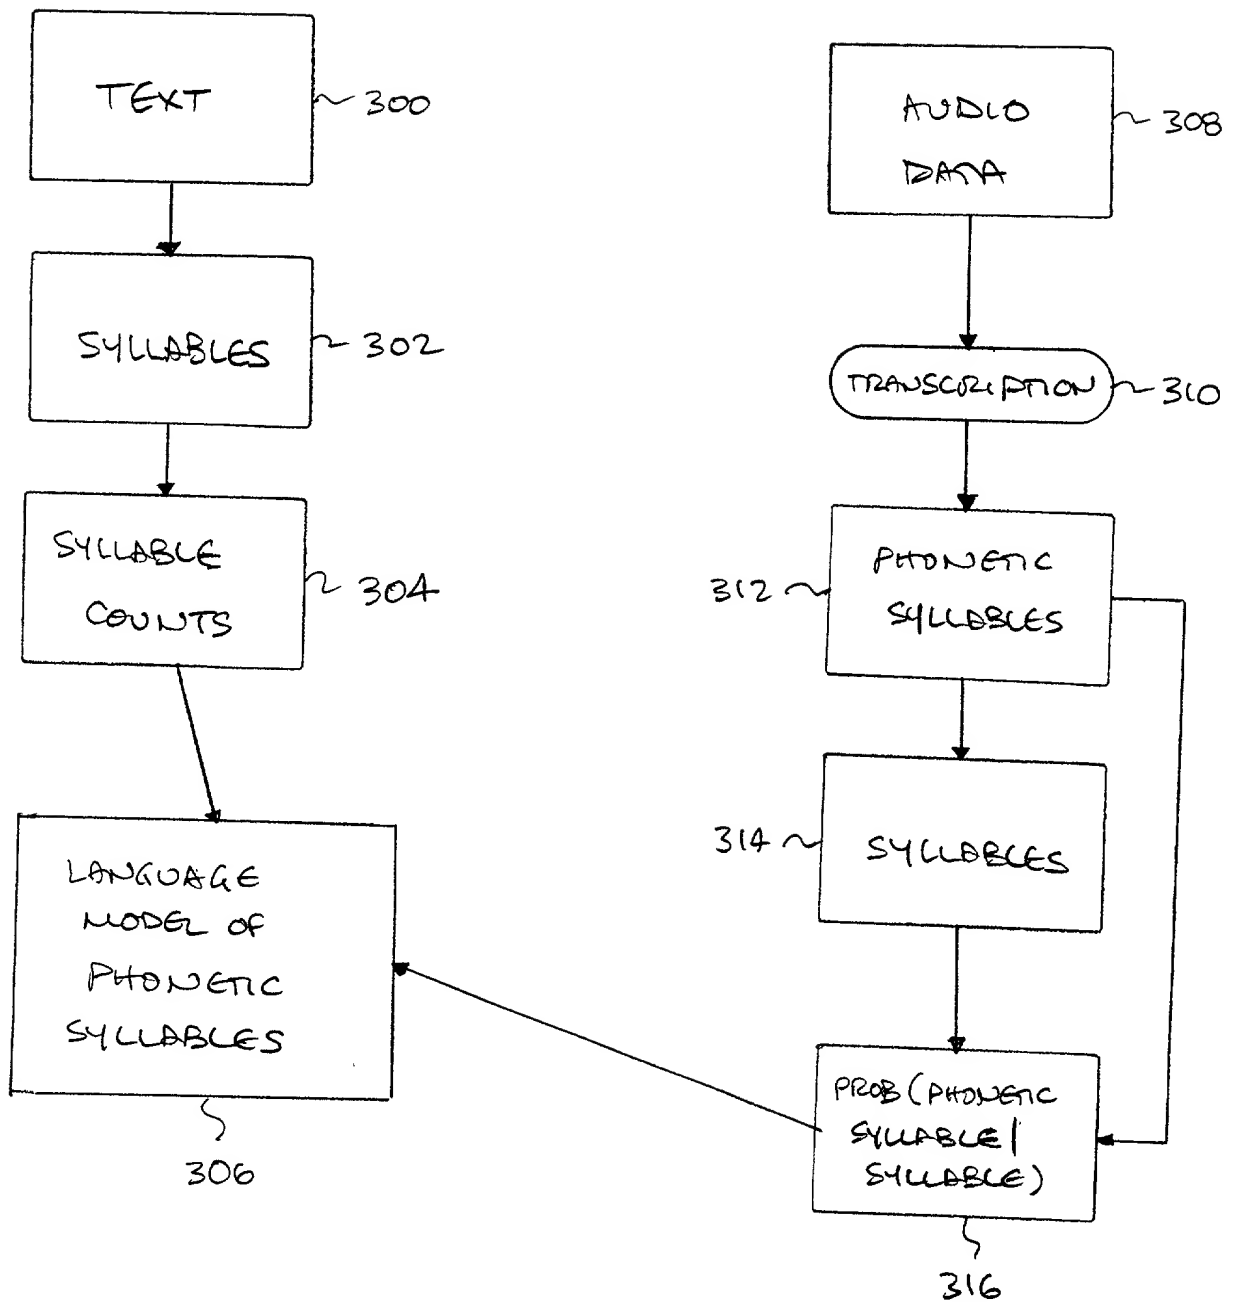 TEXT
300
SYLLABLES
302
SYLLABLE
COUNTS
304
LANGUAGE
MODEL OF
PHONETIC
SYLLABLES
306
AUDIO
DATA
308
TRANSCRIPTION
310
PHONETIC
SYLLABLES
312
SYLLABLES
314
PROB(PHONETIC
SYLLABLE|
SYLLABLE)
316